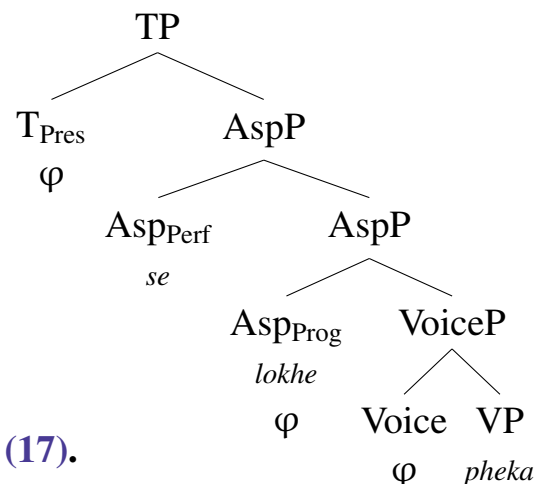 TP
T_Pres AspP
φ
Asp_Perf AspP
se
Asp_Prog VoiceP
lokhe
φ Voice VP
(17). φ pheka